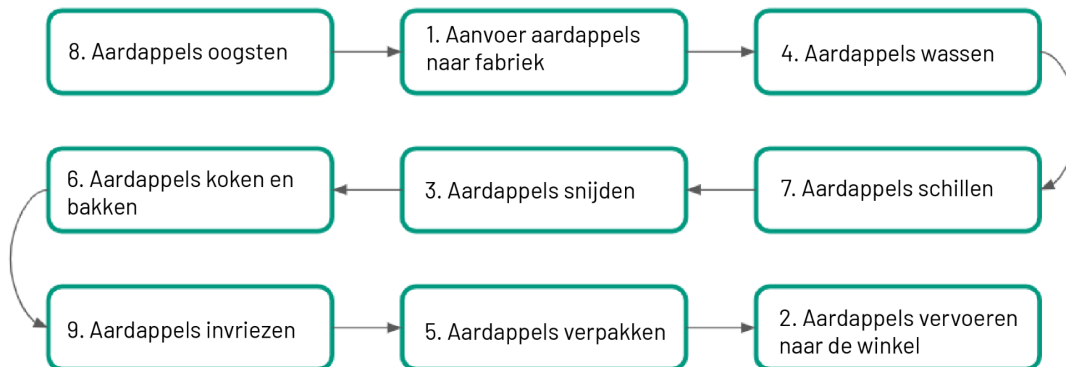 8. Aardappels oogsten
1. Aanvoer aardappels
naar fabriek
4. Aardappels wassen
7. Aardappels schillen
3. Aardappels snijden
6. Aardappels koken en
bakken
9. Aardappels invriezen
5. Aardappels verpakken
2. Aardappels vervoeren
naar de winkel